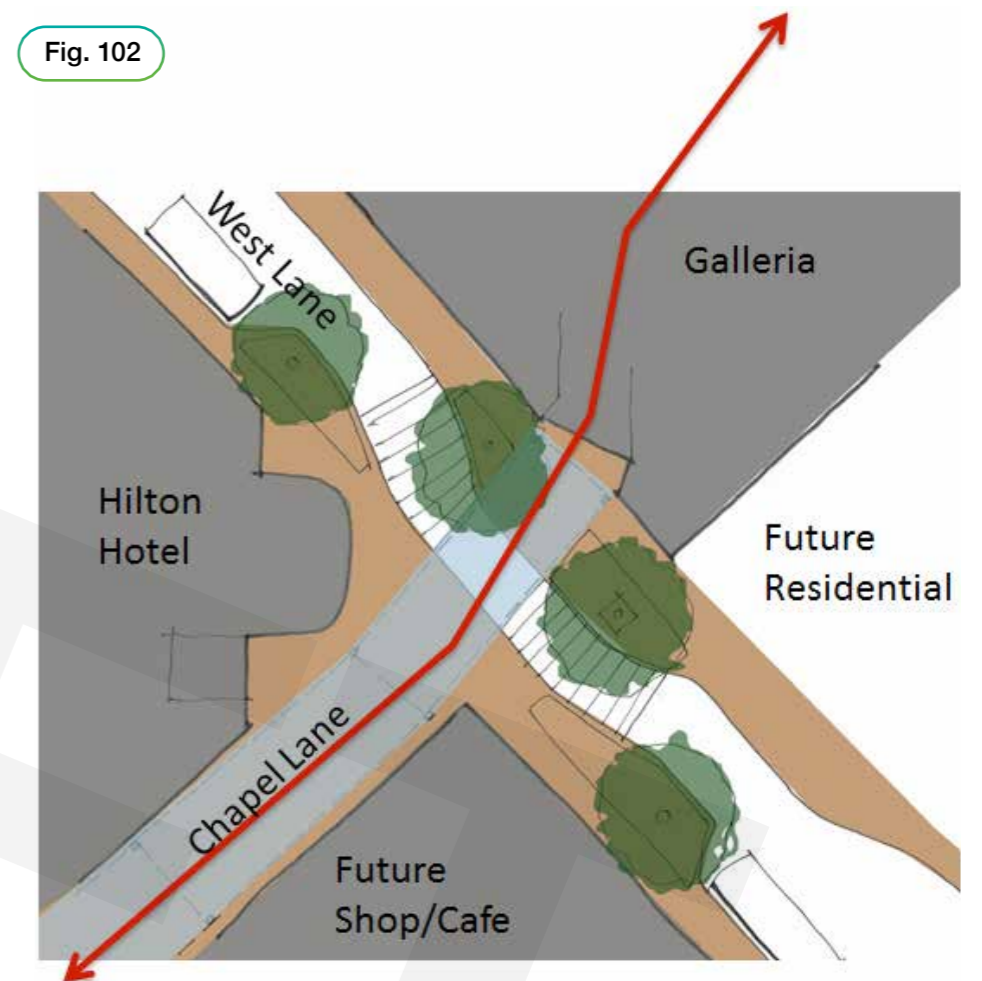 Fig. 102
West Lane
Galleria
Hilton
Hotel
Future
Residential
Chapel Lane
Future
Shop/Cafe